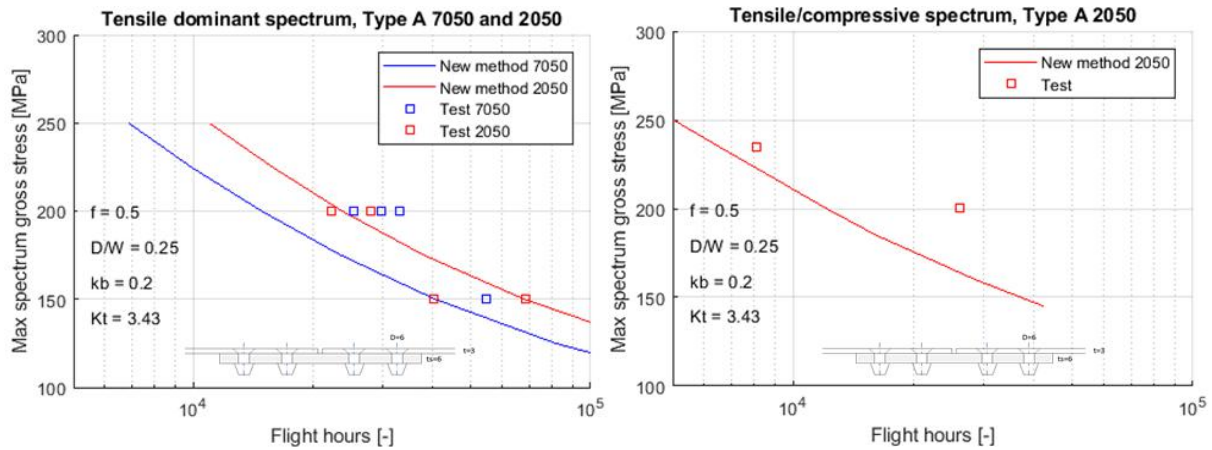 Tensile dominant spectrum, Type A 7050 and 2050
300
250
200
150
100
Max spectrum gross stress [MPa]
New method 7050
New method 2050
Test 7050
Test 2050
f = 0.5
D/W = 0.25
kb = 0.2
Kt = 3.43
D=6
t=3
ts=6
10^4
10^5
Flight hours [-]
Tensile/compressive spectrum, Type A 2050
300
250
200
150
100
Max spectrum gross stress [MPa]
New method 2050
Test
f = 0.5
D/W = 0.25
kb = 0.2
Kt = 3.43
D=6
t=3
ts=6
10^4
10^5
Flight hours [-]